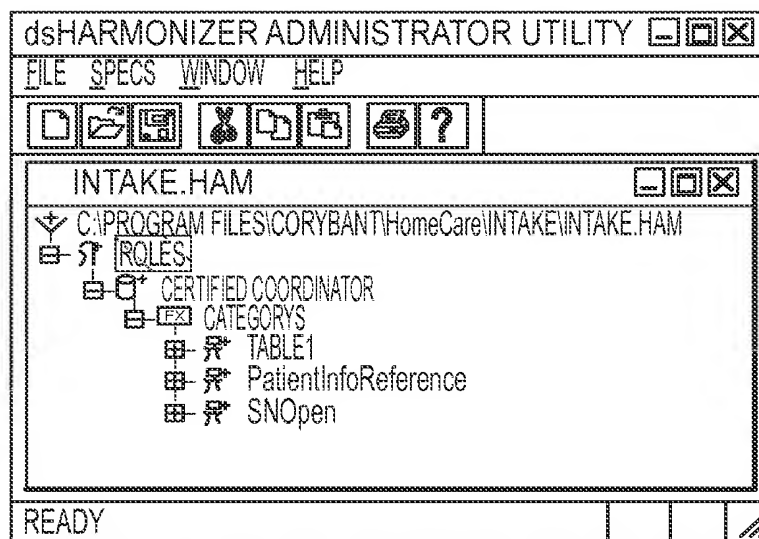 dsHARMONIZER ADMINISTRATOR UTILITY
FILE SPECS WINDOW HELP
?
INTAKE.HAM
C:\PROGRAM FILES\CORYBANT\HomeCare\INTAKE\INTAKE.HAM
ROLES
CERTIFIED COORDINATOR
FX CATEGORYS
TABLE1
PatientInfoReference
SNOpen
READY